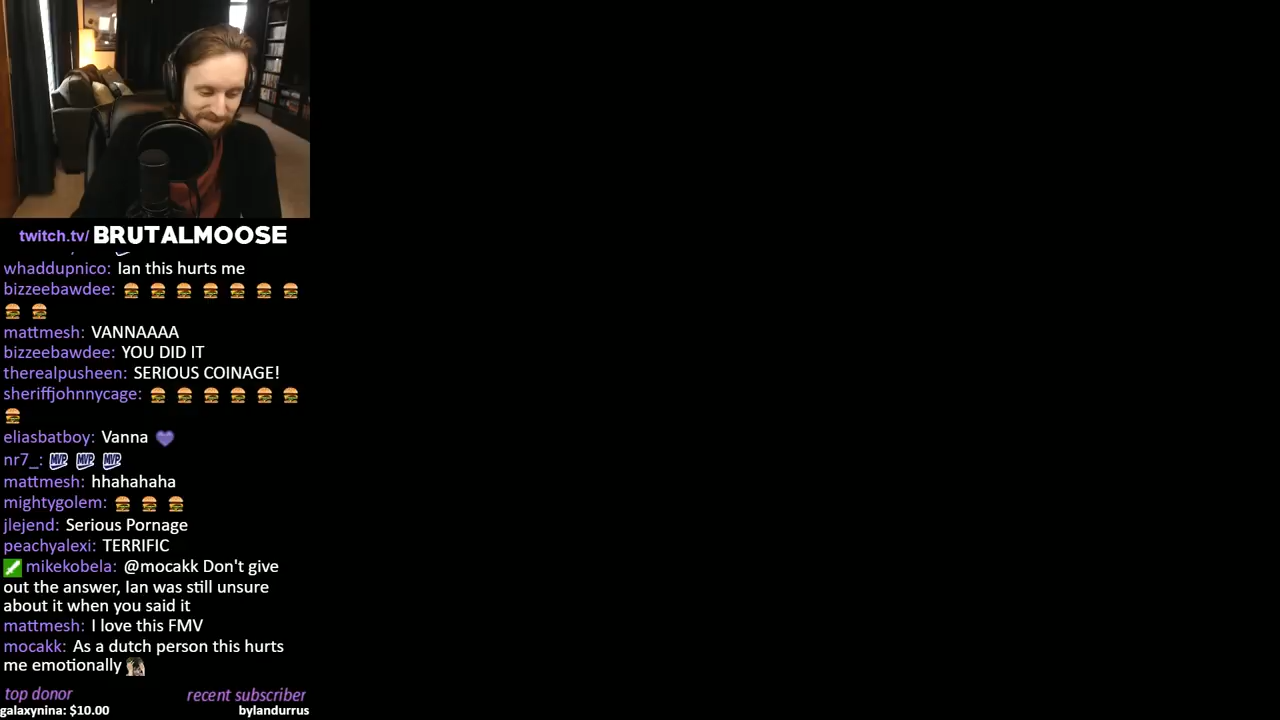 twitch.tv/ BRUTALMOOSE
whaddupnico: Ian this hurts me
bizzeebawdee:
mattmesh: VANNAAAA
bizzeebawdee: YOU DID IT
therealpusheen: SERIOUS COINAGE!
sheriffjohnnycage:
eliasbatboy: Vanna
nr7_: MVP MVP MVP
mattmesh: hhahahaha
mightygolem:
jlejend: Serious Pornage
peachyalexi: TERRIFIC
mikekobela: @mocakk Don't give
out the answer, Ian was still unsure
about it when you said it
mattmesh: I love this FMV
mocakk: As a dutch person this hurts
me emotionally
top donor recent subscriber
galaxynina: $10.00 bylandurrus